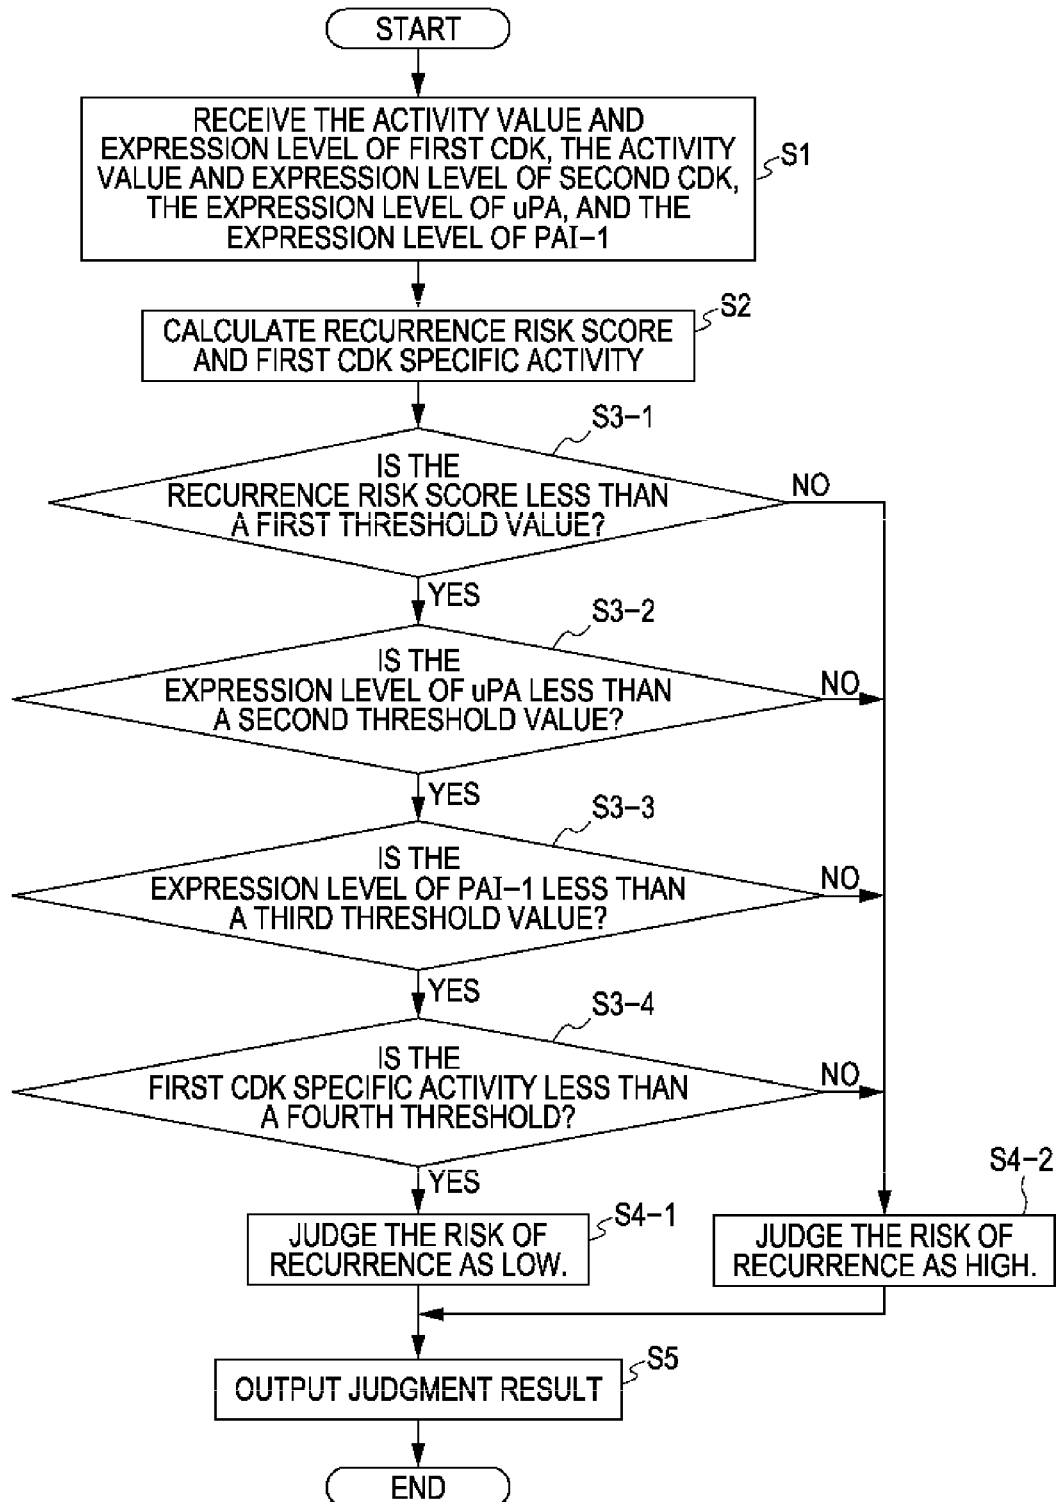 START
RECEIVE THE ACTIVITY VALUE AND
EXPRESSION LEVEL OF FIRST CDK, THE ACTIVITY
VALUE AND EXPRESSION LEVEL OF SECOND CDK,
THE EXPRESSION LEVEL OF uPA, AND THE
EXPRESSION LEVEL OF PAI-1
S1
CALCULATE RECURRENCE RISK SCORE
AND FIRST CDK SPECIFIC ACTIVITY
S2
S3-1
IS THE
RECURRENCE RISK SCORE LESS THAN
A FIRST THRESHOLD VALUE?
NO
YES
S3-2
IS THE
EXPRESSION LEVEL OF uPA LESS THAN
A SECOND THRESHOLD VALUE?
NO
YES
S3-3
IS THE
EXPRESSION LEVEL OF PAI-1 LESS THAN
A THIRD THRESHOLD VALUE?
NO
YES
S3-4
IS THE
FIRST CDK SPECIFIC ACTIVITY LESS THAN
A FOURTH THRESHOLD?
NO
YES
S4-1
JUDGE THE RISK OF
RECURRENCE AS LOW.
S4-2
JUDGE THE RISK OF
RECURRENCE AS HIGH.
S5
OUTPUT JUDGMENT RESULT
END